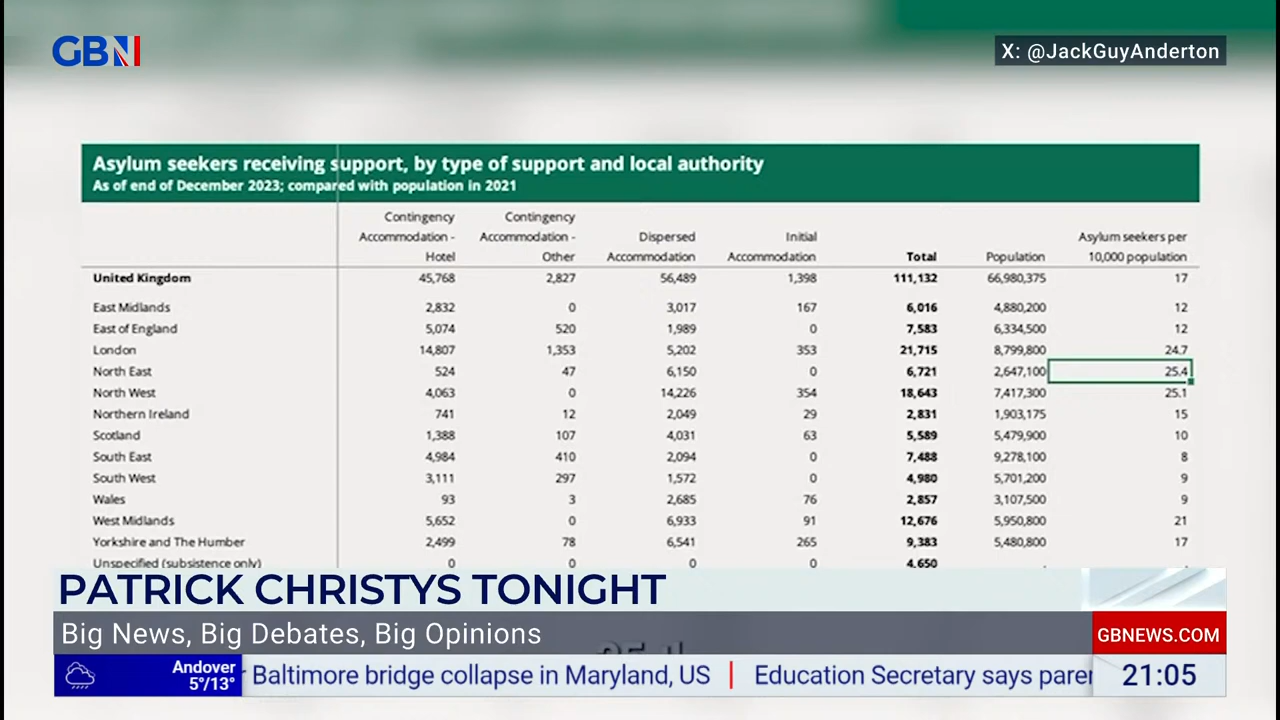 GBN
X: @JackGuyAnderton
Asylum seekers receiving support, by type of support and local authority
As of end of December 2023; compared with population in 2021
Contingency Accommodation - Hotel Contingency Accommodation - Other Dispersed Accommodation Initial Accommodation Total Population Asylum seekers per 10,000 population
United Kingdom 45,768 2,827 56,489 1,398 111,132 66,980,375 17
East Midlands 2,832 0 3,017 167 6,016 4,880,200 12
East of England 5,074 520 1,989 0 7,583 6,334,500 12
London 14,807 1,353 5,202 353 21,715 8,799,800 24.7
North East 524 47 6,150 0 6,721 2,647,100 25.4
North West 4,063 0 14,226 354 18,643 7,417,300 25.1
Northern Ireland 741 12 2,049 29 2,831 1,903,175 15
Scotland 1,388 107 4,031 63 5,589 5,479,900 10
South East 4,984 410 2,094 0 7,488 9,278,100 8
South West 3,111 297 1,572 0 4,980 5,701,200 9
Wales 93 3 2,685 76 2,857 3,107,500 9
West Midlands 5,652 0 6,933 91 12,676 5,950,800 21
Yorkshire and The Humber 2,499 78 6,541 265 9,383 5,480,800 17
Unspecified (subsistence only) 0 0 0 0 4,650 . .
PATRICK CHRISTYS TONIGHT
Big News, Big Debates, Big Opinions
GBNEWS.COM
Andover
5°/13°
Baltimore bridge collapse in Maryland, US | Education Secretary says paren
21:05